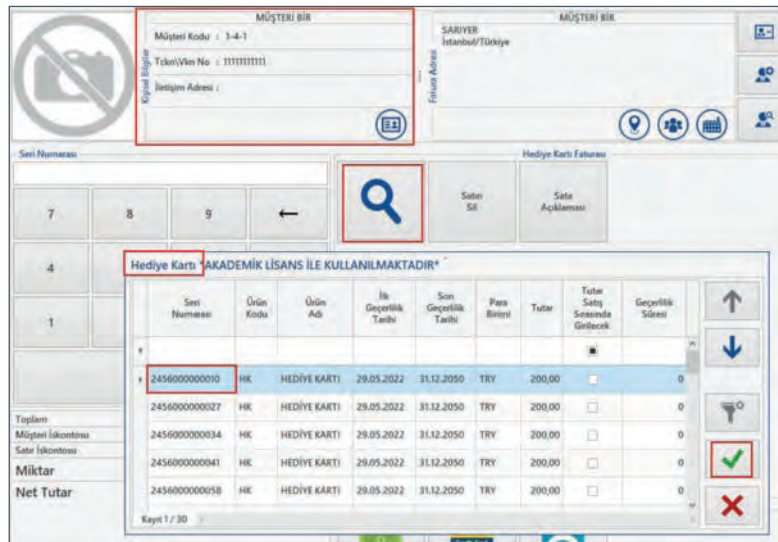 MÜŞTERİ BİR
Müşteri Kodu : 1-4-1
Tckn\Vkn No : 11111111111
İletişim Adresi :
Kişisel Bilgiler
MÜŞTERİ BİR
SARIYER
İstanbul/Türkiye
Fatura Adresi
Seri Numarası
Hediye Kartı Faturası
7 8 9 ←
Satırı Sil
Satır Açıklaması
4
1
Hediye Kartı *AKADEMİK LİSANS İLE KULLANILMAKTADIR*
Seri Numarası Ürün Kodu Ürün Adı İlk Geçerlilik Tarihi Son Geçerlilik Tarihi Para Birimi Tutar Tutar Satış Sırasında Girilecek Geçerlilik Süresi
2456000000010 HK HEDİYE KARTI 29.05.2022 31.12.2050 TRY 200,00 0
2456000000027 HK HEDİYE KARTI 29.05.2022 31.12.2050 TRY 200,00 0
2456000000034 HK HEDİYE KARTI 29.05.2022 31.12.2050 TRY 200,00 0
2456000000041 HK HEDİYE KARTI 29.05.2022 31.12.2050 TRY 200,00 0
2456000000058 HK HEDİYE KARTI 29.05.2022 31.12.2050 TRY 200,00 0
Kayıt 1 / 30
Toplam
Müşteri İskontosu
Satır İskontosu
Miktar
Net Tutar